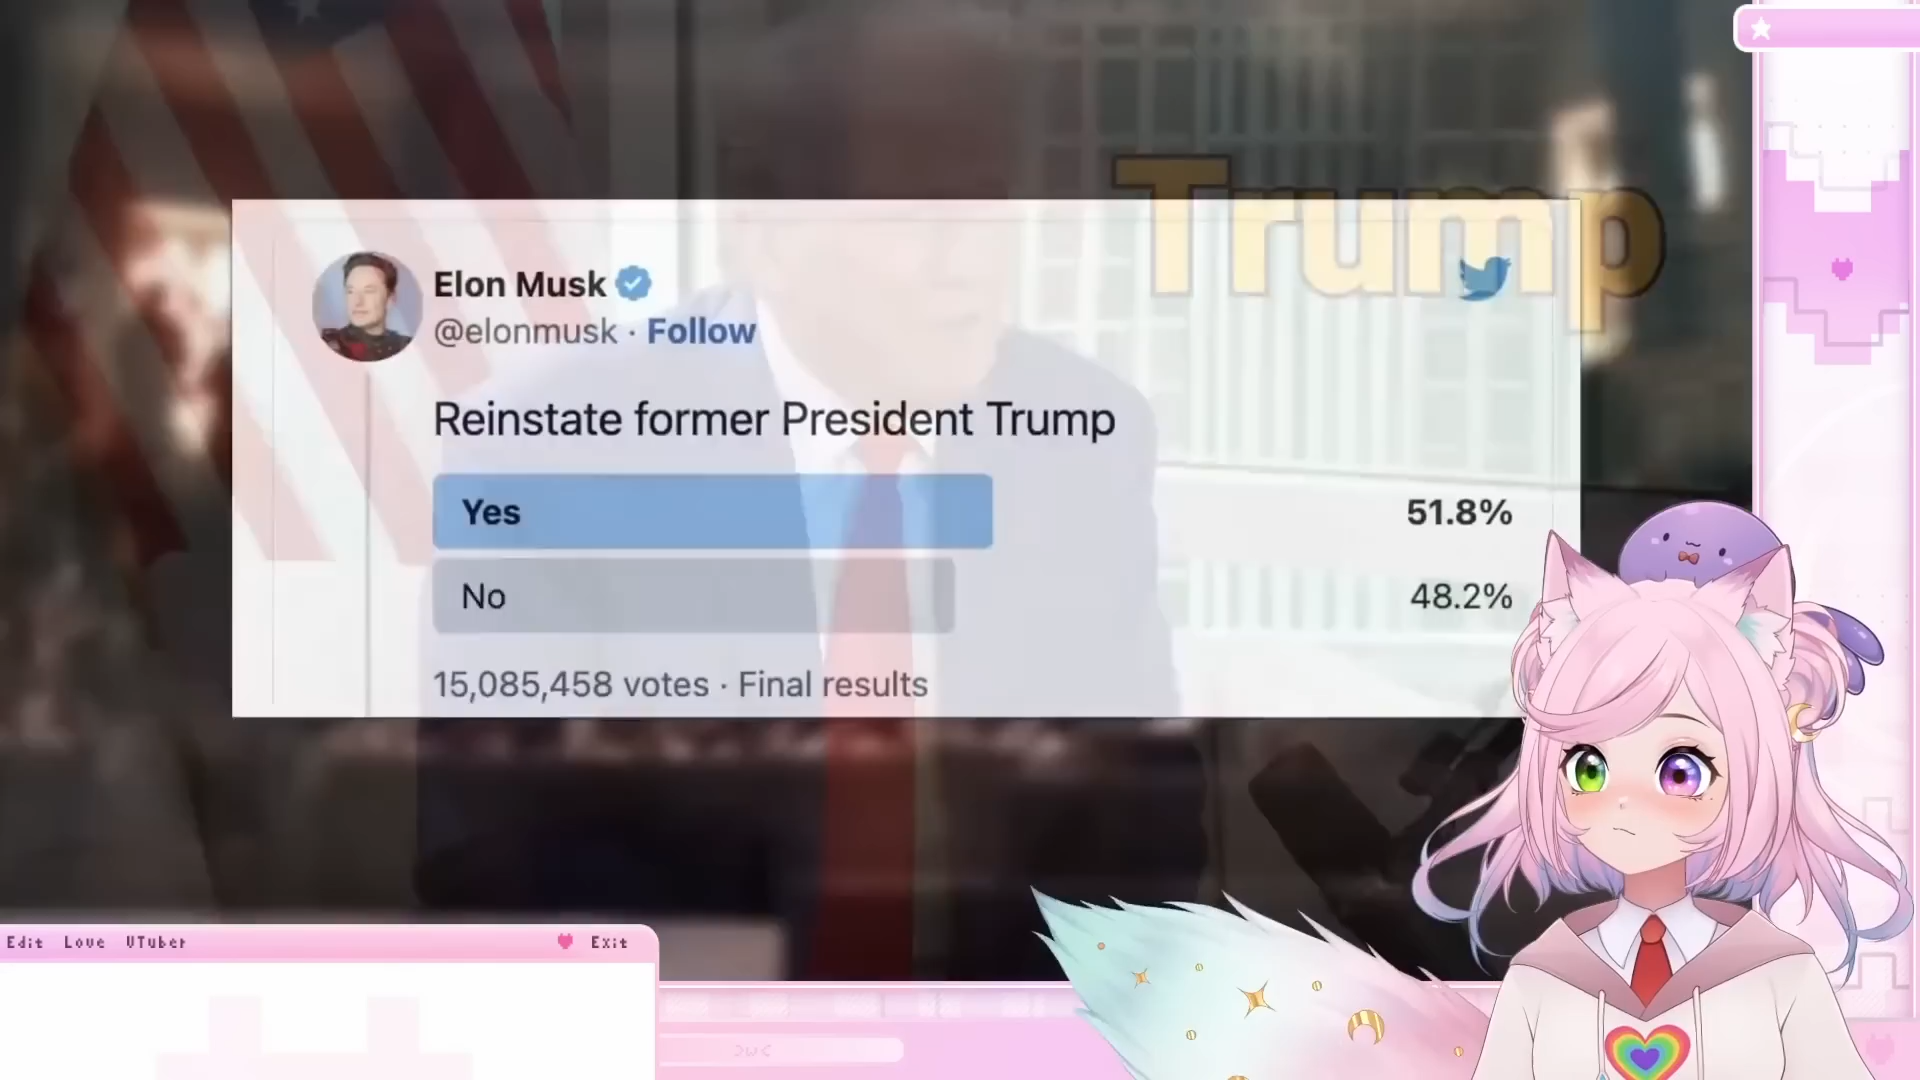 Trump
Elon Musk
@elonmusk · Follow
Reinstate former President Trump
Yes 51.8%
No 48.2%
15,085,458 votes · Final results
Edit Love VTuber Exit